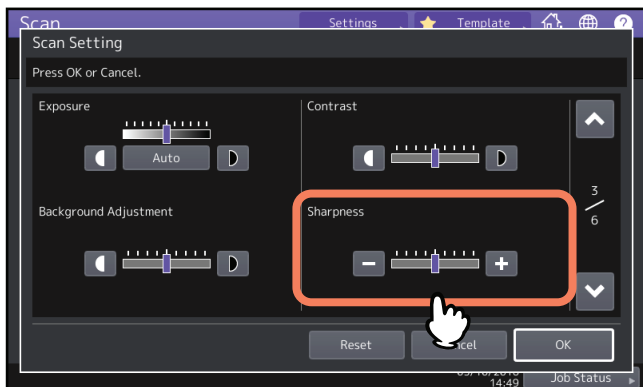 Scan
Settings
Template
?
Scan Setting
Press OK or Cancel.
Exposure
Contrast
Auto
3
6
Background Adjustment
Sharpness
Reset
OK
14:49
Job Status